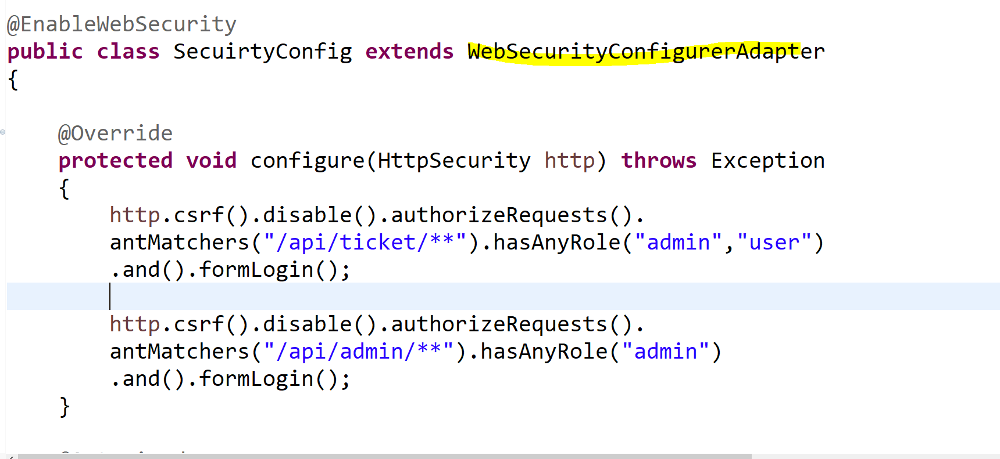 @EnableWebSecurity
public class SecuirtyConfig extends WebSecurityConfigurerAdapter
{
@Override
protected void configure(HttpSecurity http) throws Exception
{
http.csrf().disable().authorizeRequests().
antMatchers("/api/ticket/**").hasAnyRole("admin","user")
.and().formLogin();
http.csrf().disable().authorizeRequests().
antMatchers("/api/admin/**").hasAnyRole("admin")
.and().formLogin();
}